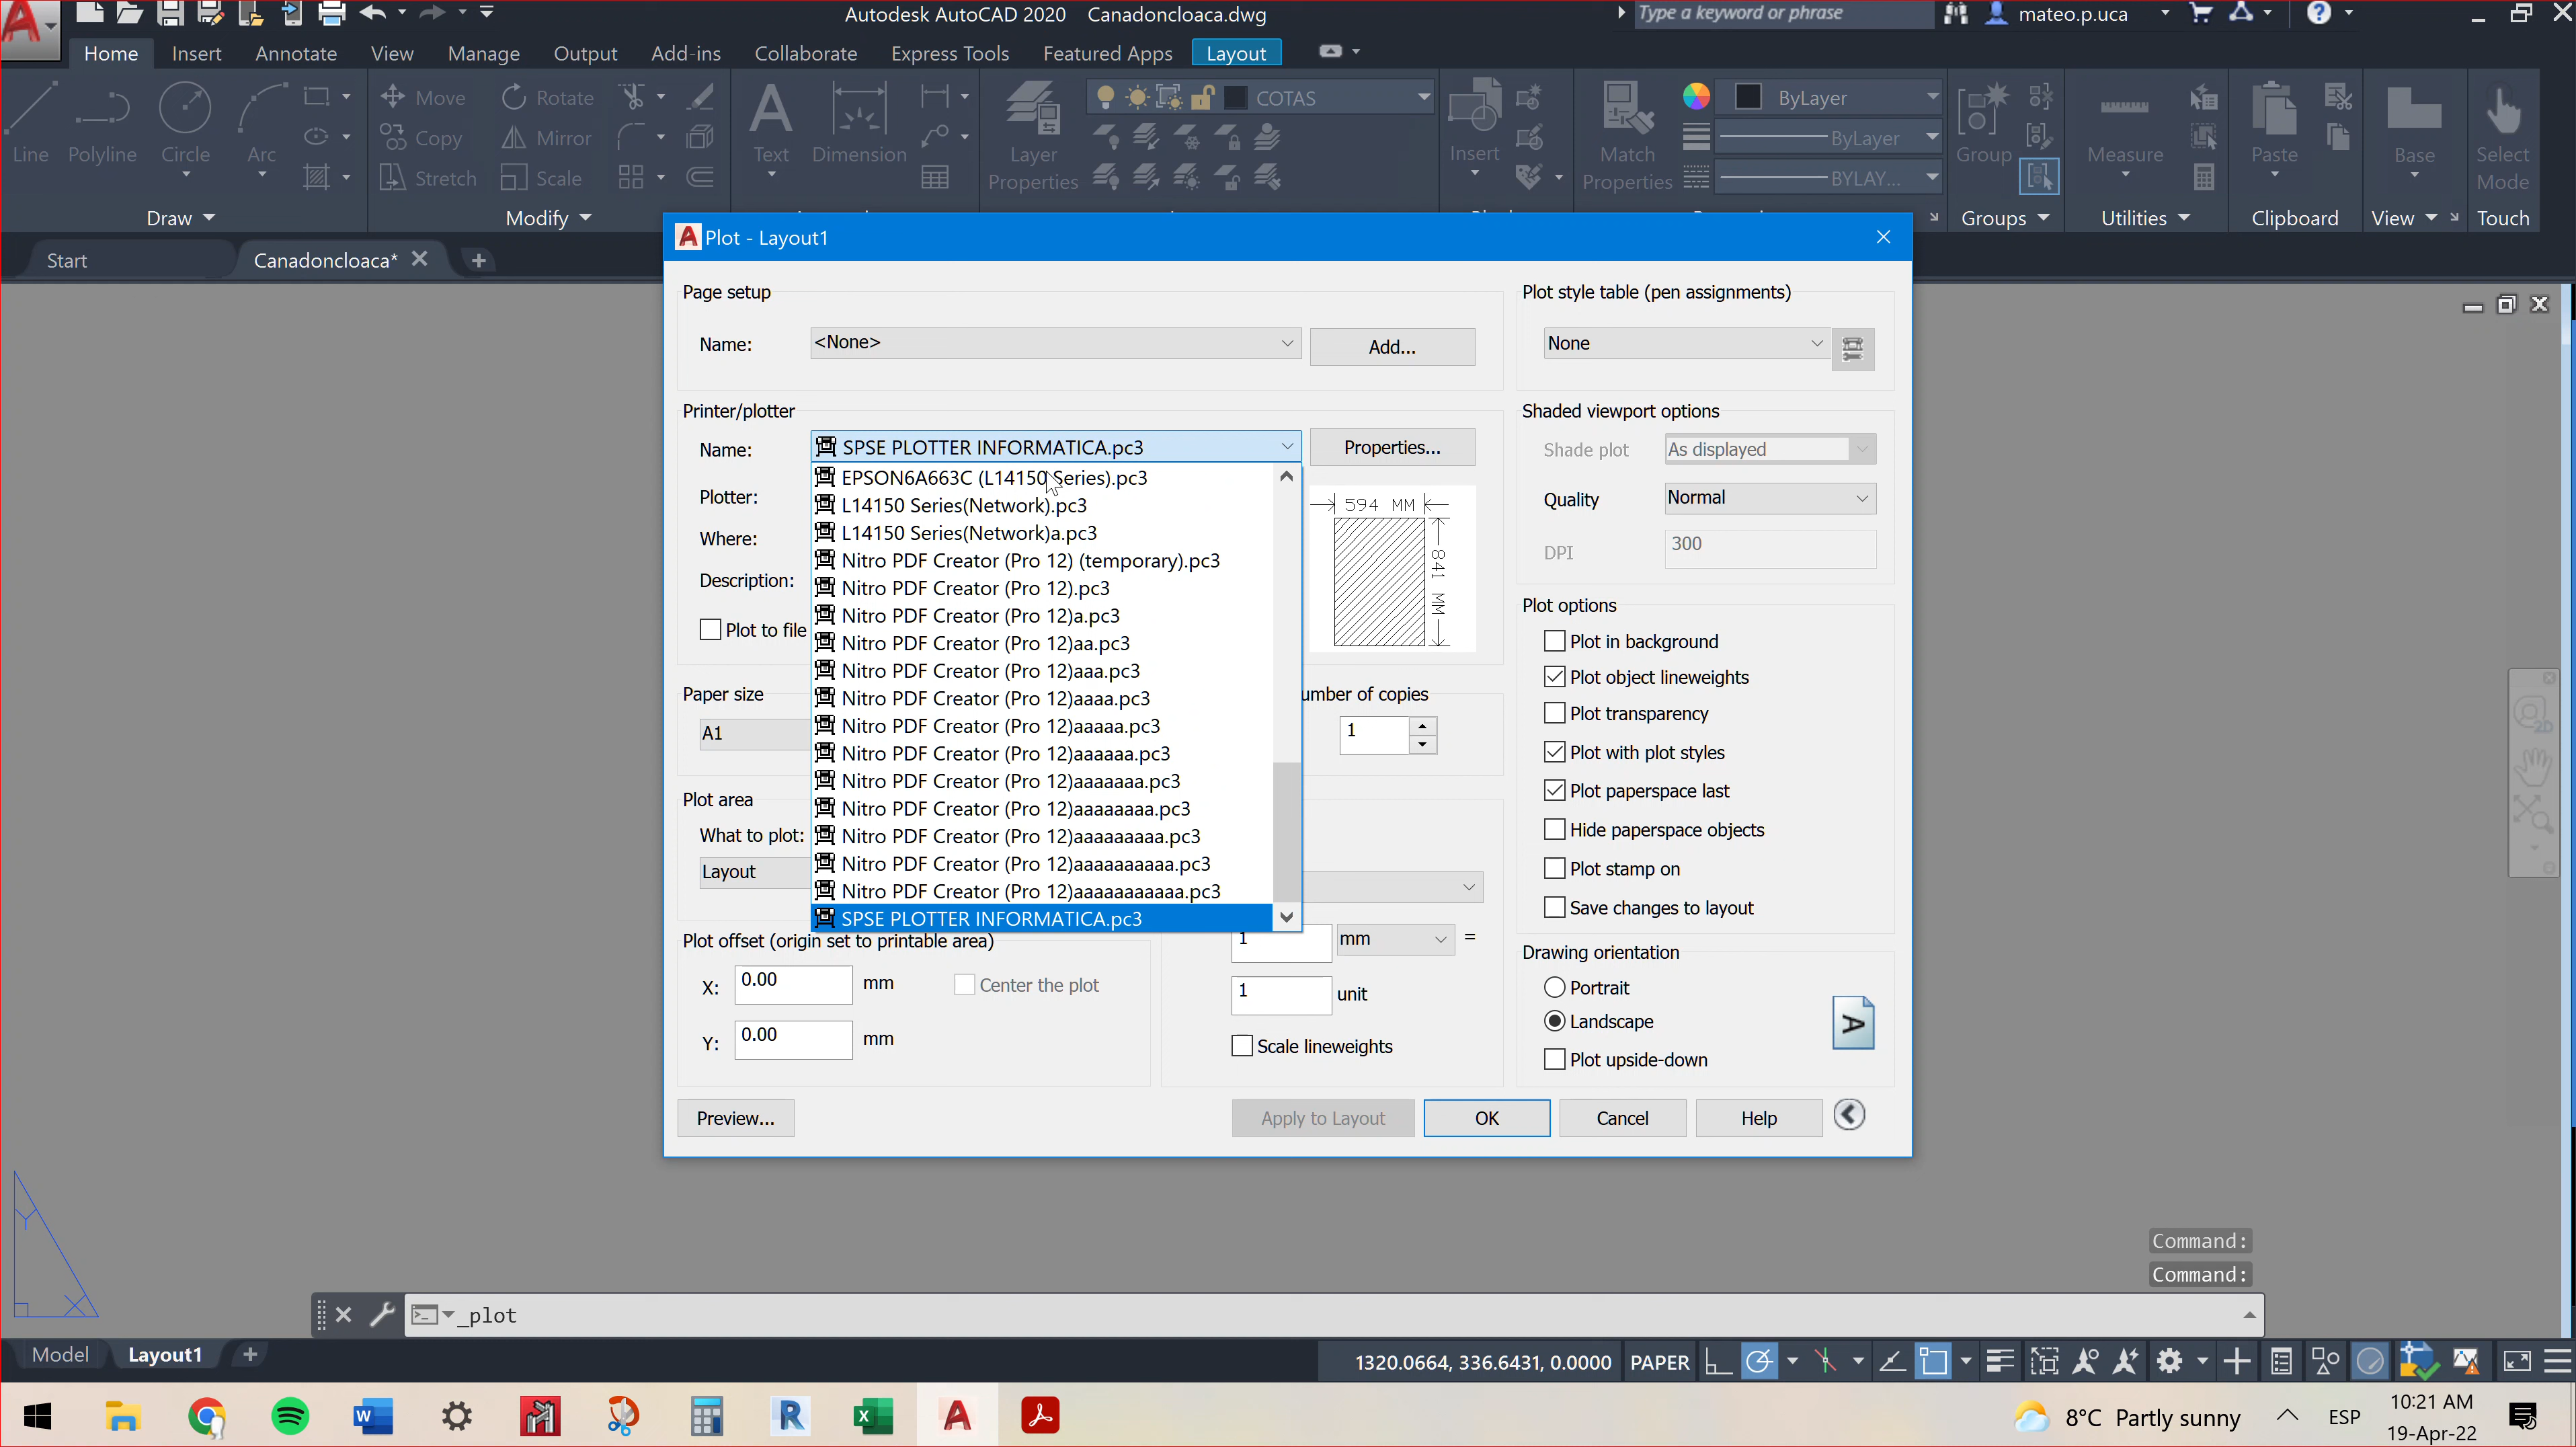 Autodesk AutoCAD 2020 Canadoncloaca.dwg
Type a keyword or phrase
mateo.p.uca
Home Insert Annotate View Manage Output Add-ins Collaborate Express Tools Featured Apps Layout
Line Polyline Circle Arc
Move Rotate
Copy Mirror
Stretch Scale
Text Dimension
Layer
Properties
COTAS
Insert
Match
Properties
ByLayer
ByLayer
BYLAY...
Group
Measure
Paste
Base
Select
Mode
Draw Modify Groups Utilities Clipboard View Touch
Start Canadoncloaca*
Plot - Layout1
Page setup
Name: <None> Add...
Printer/plotter
Name: SPSE PLOTTER INFORMATICA.pc3 Properties...
Plotter:
Where:
Description:
Plot to file
EPSON6A663C (L14150 Series).pc3
L14150 Series(Network).pc3
L14150 Series(Network)a.pc3
Nitro PDF Creator (Pro 12) (temporary).pc3
Nitro PDF Creator (Pro 12).pc3
Nitro PDF Creator (Pro 12)a.pc3
Nitro PDF Creator (Pro 12)aa.pc3
Nitro PDF Creator (Pro 12)aaa.pc3
Nitro PDF Creator (Pro 12)aaaa.pc3
Nitro PDF Creator (Pro 12)aaaaa.pc3
Nitro PDF Creator (Pro 12)aaaaaa.pc3
Nitro PDF Creator (Pro 12)aaaaaaa.pc3
Nitro PDF Creator (Pro 12)aaaaaaaa.pc3
Nitro PDF Creator (Pro 12)aaaaaaaaa.pc3
Nitro PDF Creator (Pro 12)aaaaaaaaaa.pc3
Nitro PDF Creator (Pro 12)aaaaaaaaaaa.pc3
SPSE PLOTTER INFORMATICA.pc3
594 MM
841 MM
Paper size
A1
umber of copies
1
Plot area
What to plot:
Layout
1 mm =
1 unit
Scale lineweights
Plot offset (origin set to printable area)
X: 0.00 mm Center the plot
Y: 0.00 mm
Plot style table (pen assignments)
None
Shaded viewport options
Shade plot As displayed
Quality Normal
DPI 300
Plot options
Plot in background
Plot object lineweights
Plot transparency
Plot with plot styles
Plot paperspace last
Hide paperspace objects
Plot stamp on
Save changes to layout
Drawing orientation
Portrait
Landscape
Plot upside-down
A
Preview... Apply to Layout OK Cancel Help
Y
X
Command:
Command:
_plot
Model Layout1
1320.0664, 336.6431, 0.0000 PAPER
8°C Partly sunny
ESP
10:21 AM
19-Apr-22